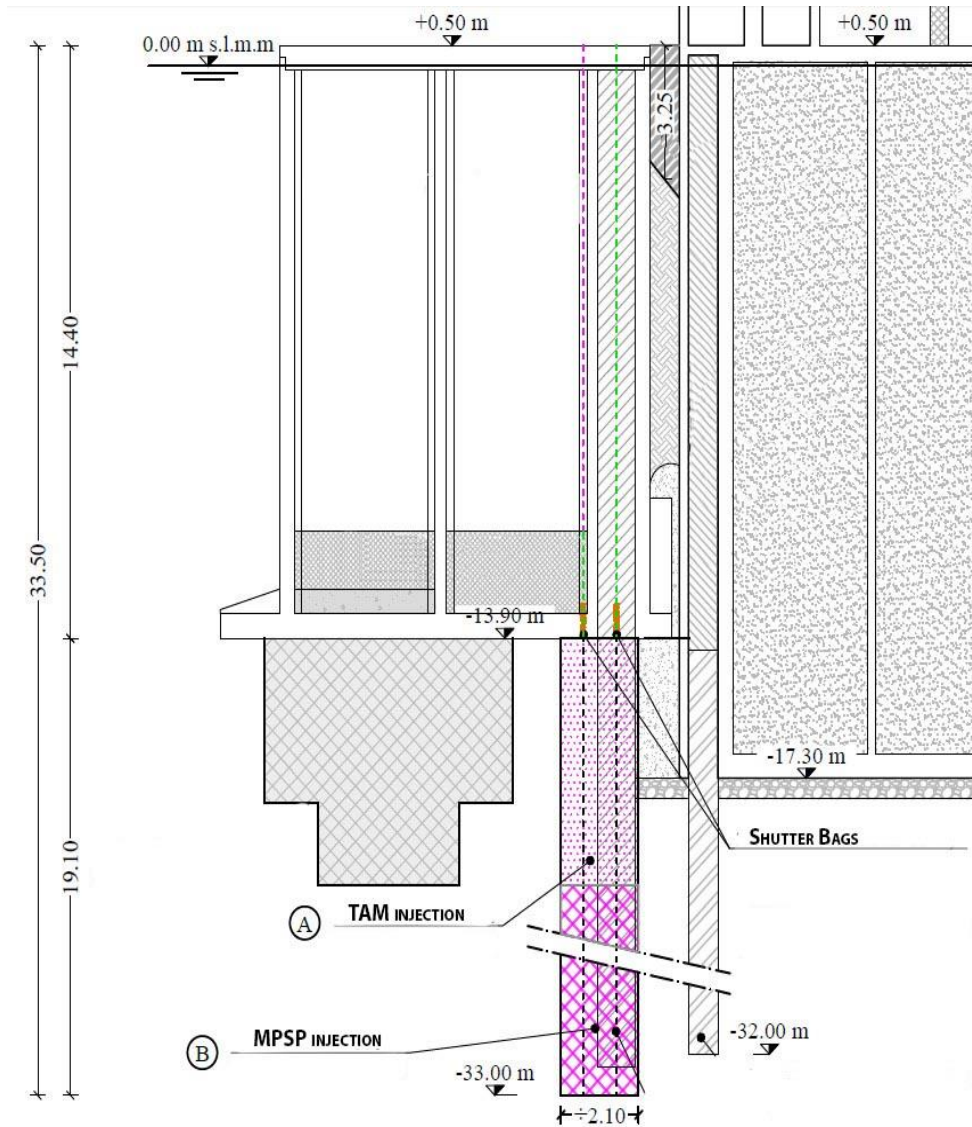 +0.50 m
+0.50 m
0.00 m s.l.m.m
3.25
14.40
33.50
-13.90 m
-17.30 m
SHUTTER BAGS
19.10
A
TAM INJECTION
B
MPSP INJECTION
-32.00 m
-33.00 m
÷2.10